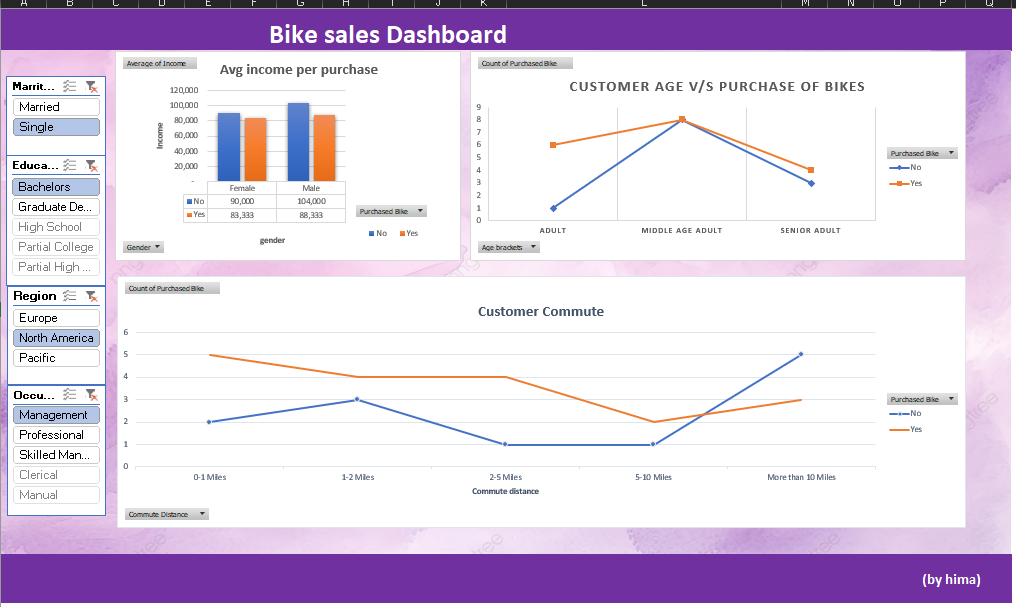 A B C D E F G H I J K L M N O P Q
Bike sales Dashboard
Marrit...
Married
Single
Educa...
Bachelors
Graduate De...
High School
Partial College
Partial High ...
Region
Europe
North America
Pacific
Occu...
Management
Professional
Skilled Man...
Clerical
Manual
Average of Income
Avg income per purchase
Income
120,000
100,000
80,000
60,000
40,000
20,000
-
Female Male
No 90,000 104,000
Yes 83,333 88,333
gender
Purchased Bike
No Yes
Gender
Count of Purchased Bike
CUSTOMER AGE V/S PURCHASE OF BIKES
9
8
7
6
5
4
3
2
1
0
ADULT MIDDLE AGE ADULT SENIOR ADULT
Purchased Bike
No
Yes
Age brackets
Count of Purchased Bike
Customer Commute
6
5
4
3
2
1
0
0-1 Miles 1-2 Miles 2-5 Miles 5-10 Miles More than 10 Miles
Commute distance
Purchased Bike
No
Yes
Commute Distance
(by hima)